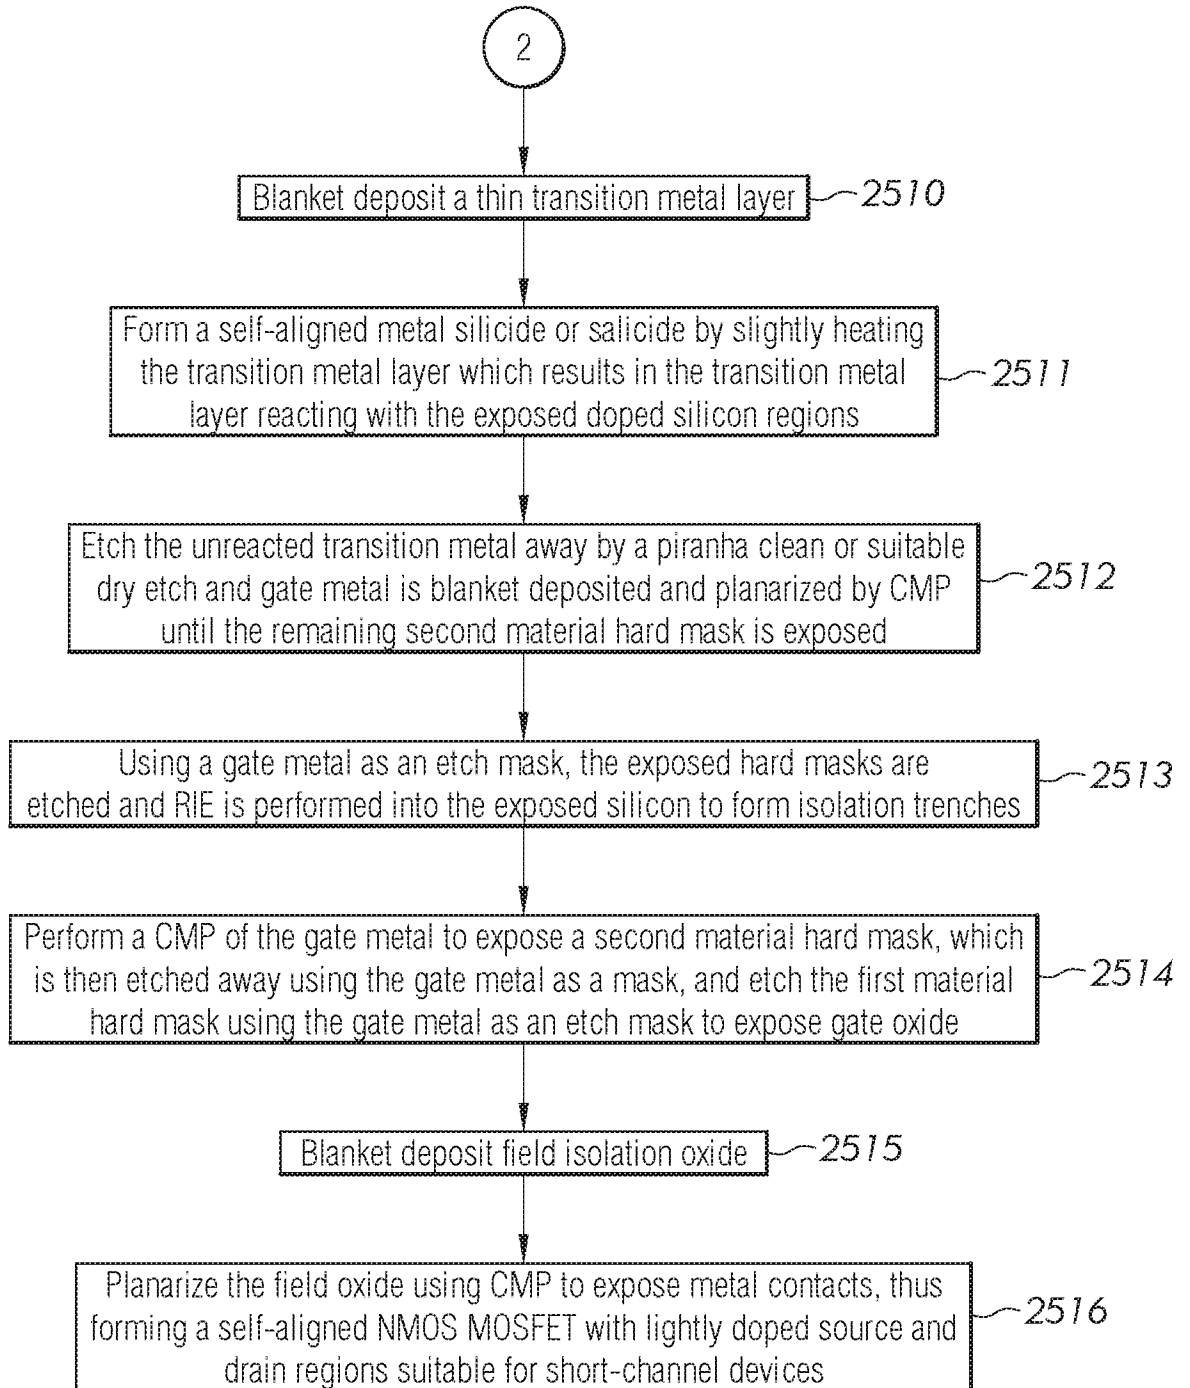 2
Blanket deposit a thin transition metal layer
2510
Form a self-aligned metal silicide or salicide by slightly heating
the transition metal layer which results in the transition metal
layer reacting with the exposed doped silicon regions
2511
Etch the unreacted transition metal away by a piranha clean or suitable
dry etch and gate metal is blanket deposited and planarized by CMP
until the remaining second material hard mask is exposed
2512
Using a gate metal as an etch mask, the exposed hard masks are
etched and RIE is performed into the exposed silicon to form isolation trenches
2513
Perform a CMP of the gate metal to expose a second material hard mask, which
is then etched away using the gate metal as a mask, and etch the first material
hard mask using the gate metal as an etch mask to expose gate oxide
2514
Blanket deposit field isolation oxide
2515
Planarize the field oxide using CMP to expose metal contacts, thus
forming a self-aligned NMOS MOSFET with lightly doped source and
drain regions suitable for short-channel devices
2516